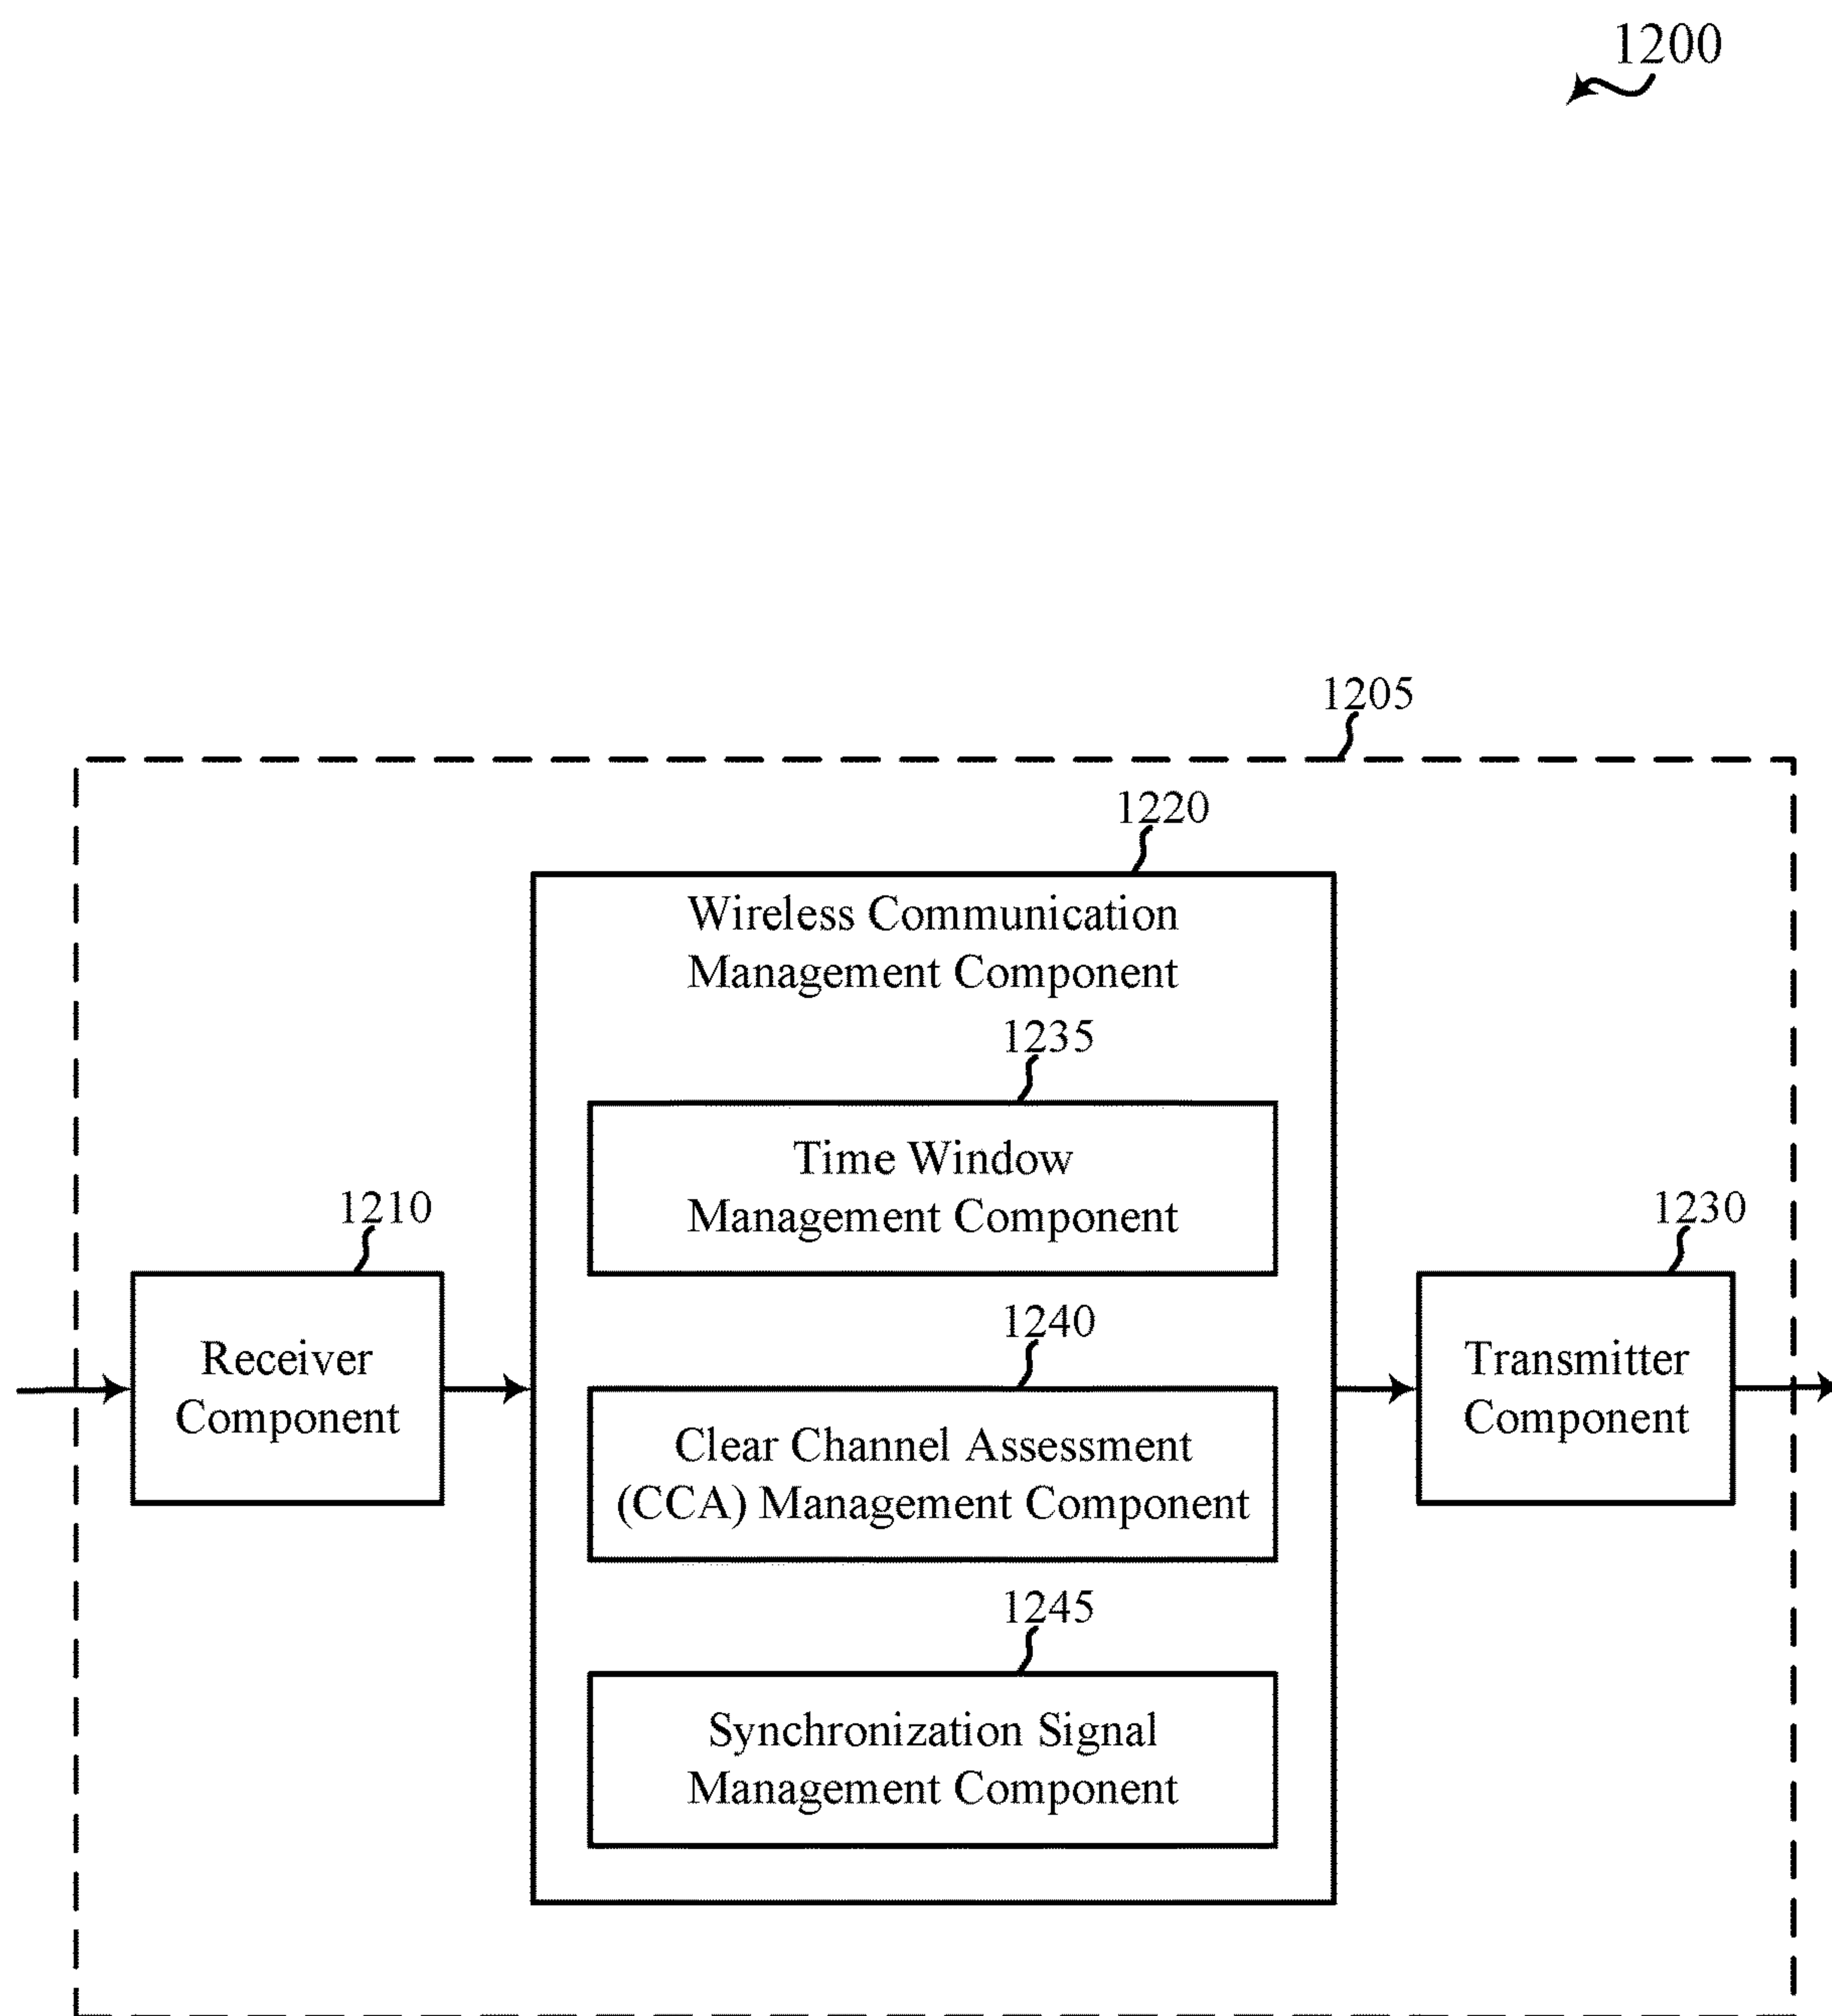 1200
1205
1220
Wireless Communication
Management Component
1235
Time Window
Management Component
1210
Receiver
Component
1240
Clear Channel Assessment
(CCA) Management Component
1230
Transmitter
Component
1245
Synchronization Signal
Management Component